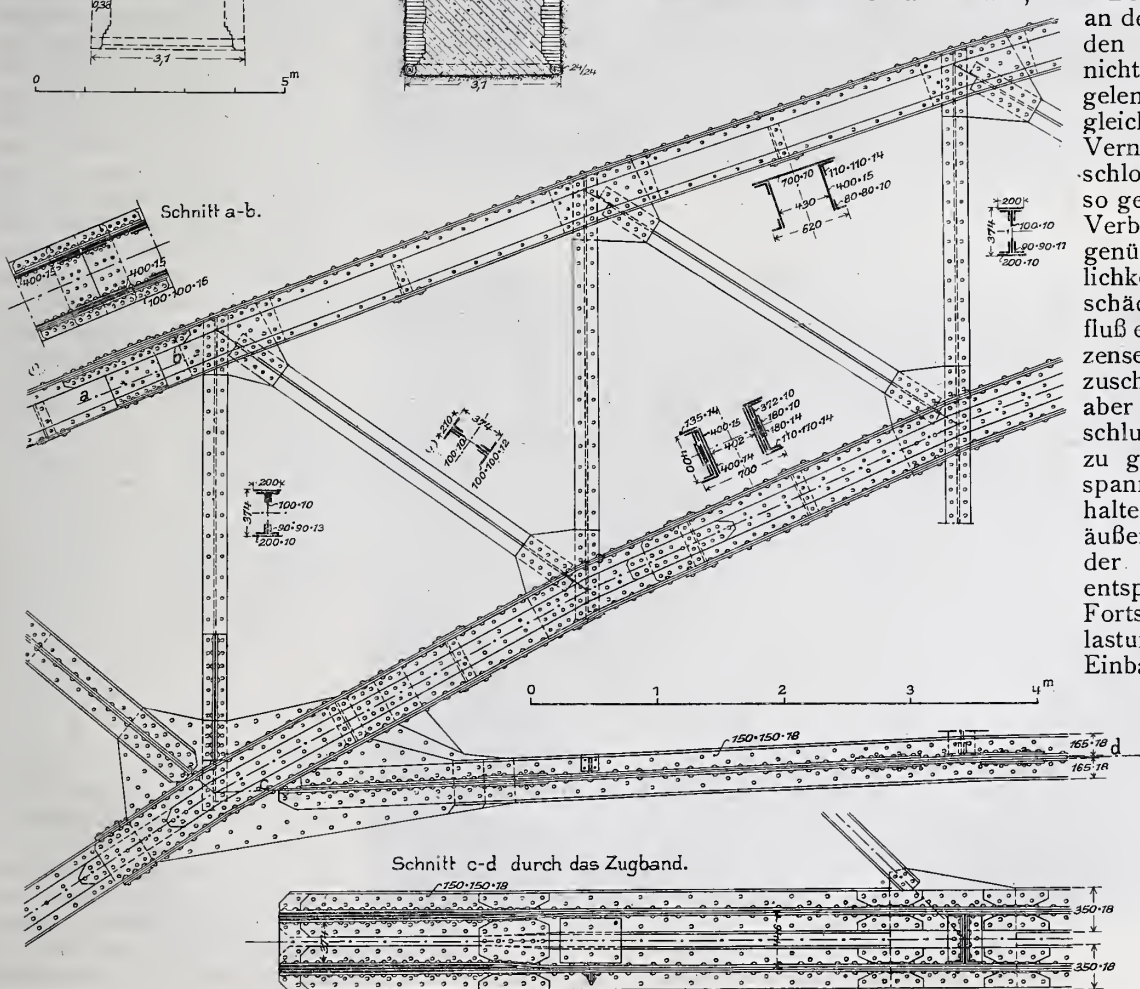 0,38
3,1
0 5 m
24/24
3,1
Schnitt a-b.
400·15
400·15
100·100·16
a
b
700·10
110·110·14
400·15
80·80·10
430
620
200
374
100·10
90·90·11
200·10
200
374
100·10
90·90·13
200·10
210
100·10
374
100·100·12
135·14
400·15
402
400
400·14
700
372·10
180·10
180·14
110·110·14
0 1 2 3 4 m
c
150·150·18
165·18
d
165·18
Schnitt c-d durch das Zugband.
150·150·18
374
350·18
350·18
an de
den
nicht
gelen
gleich
Vern
schlo
so ge
Verb
genü
lichke
schäd
fluß e
zense
zusch
aber
schlu
zu g
spann
halte
äußer
der
entsp
Forts
lastu
Einba